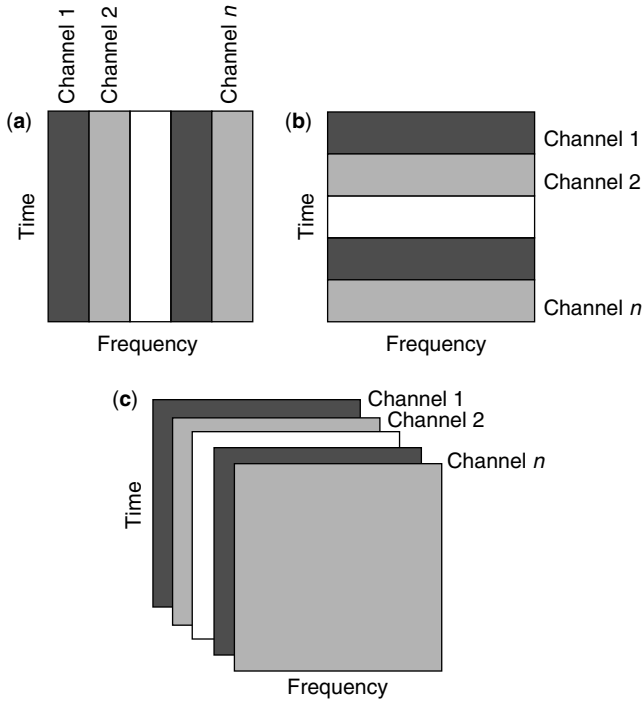 Channel 1
Channel 2
Channel n
(a)
Time
Frequency
(b)
Channel 1
Channel 2
Channel n
Time
Frequency
(c)
Channel 1
Channel 2
Channel n
Time
Frequency